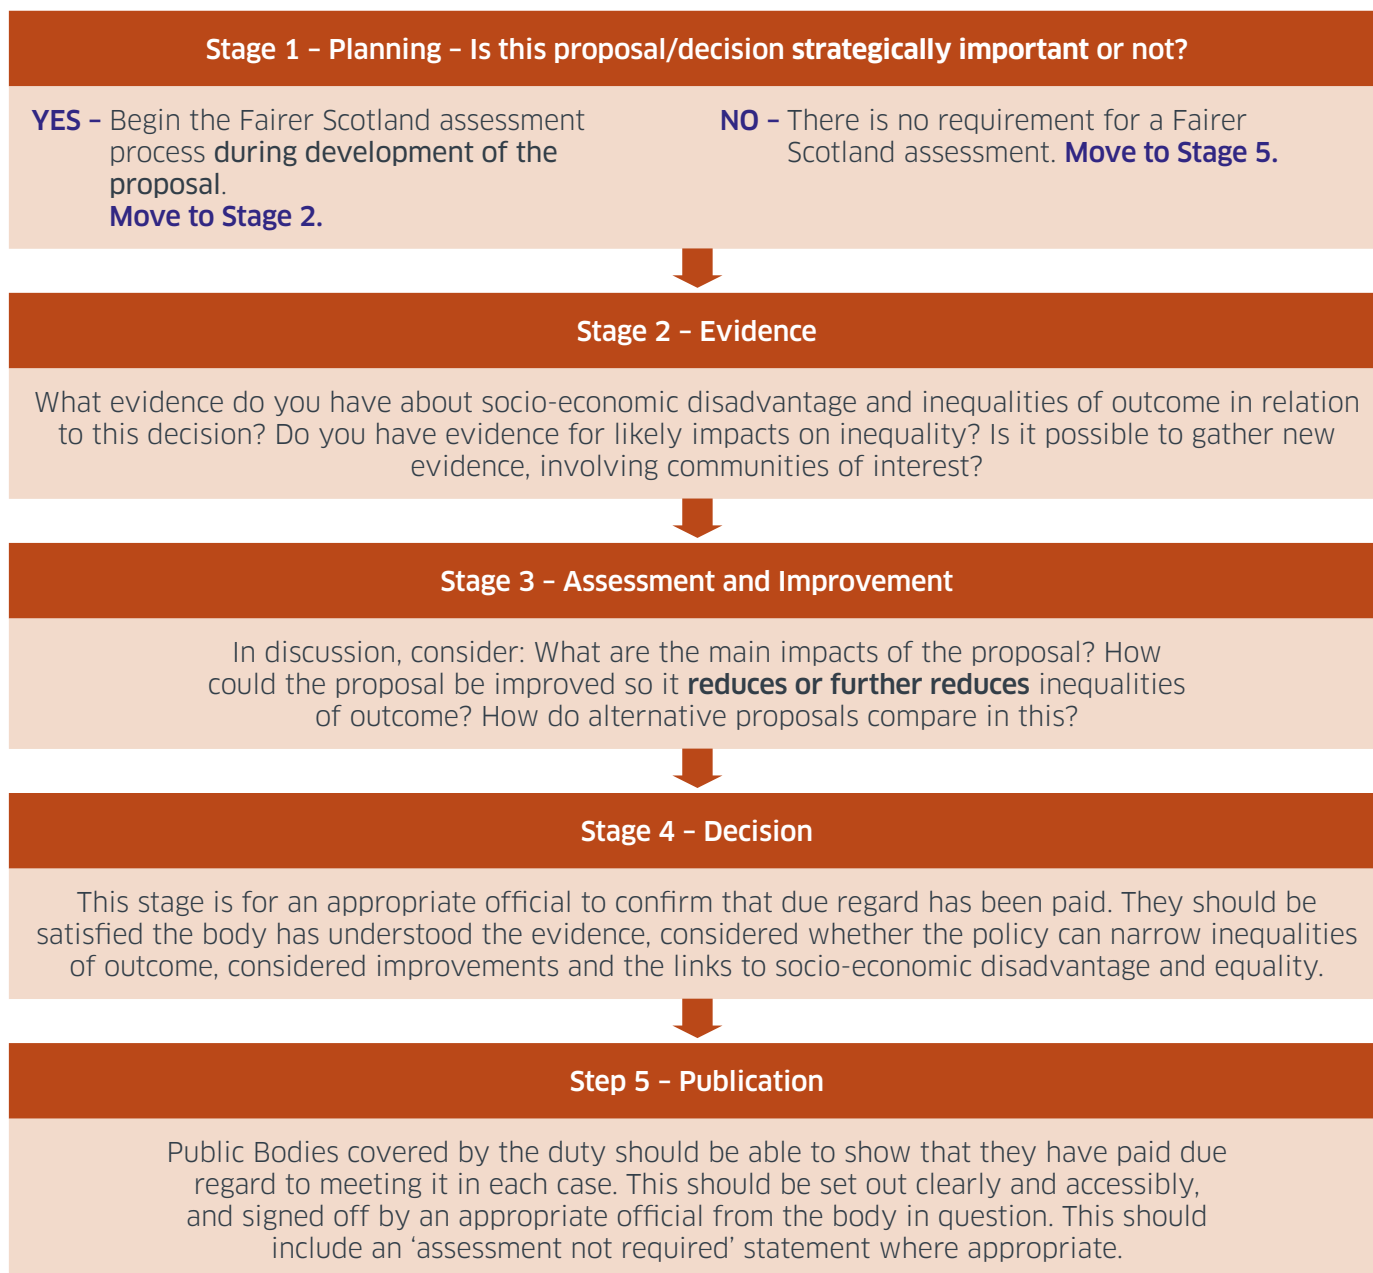 Stage 1 – Planning – Is this proposal/decision strategically important or not?
YES – Begin the Fairer Scotland assessment
process during development of the
proposal.
Move to Stage 2.
NO – There is no requirement for a Fairer
Scotland assessment. Move to Stage 5.
Stage 2 – Evidence
What evidence do you have about socio-economic disadvantage and inequalities of outcome in relation
to this decision? Do you have evidence for likely impacts on inequality? Is it possible to gather new
evidence, involving communities of interest?
Stage 3 – Assessment and Improvement
In discussion, consider: What are the main impacts of the proposal? How
could the proposal be improved so it reduces or further reduces inequalities
of outcome? How do alternative proposals compare in this?
Stage 4 – Decision
This stage is for an appropriate official to confirm that due regard has been paid. They should be
satisfied the body has understood the evidence, considered whether the policy can narrow inequalities
of outcome, considered improvements and the links to socio-economic disadvantage and equality.
Step 5 – Publication
Public Bodies covered by the duty should be able to show that they have paid due
regard to meeting it in each case. This should be set out clearly and accessibly,
and signed off by an appropriate official from the body in question. This should
include an ‘assessment not required’ statement where appropriate.